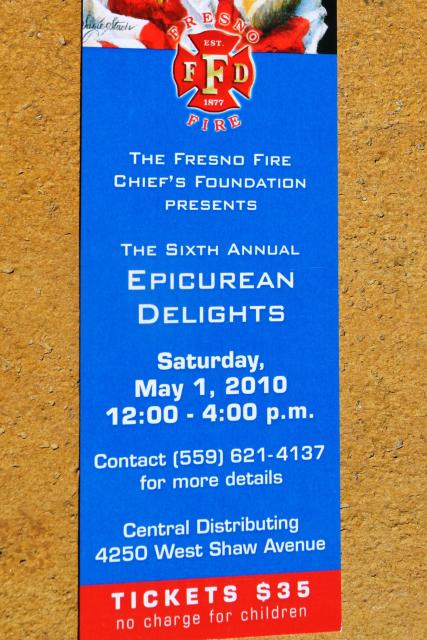 FRESNO
EST.
FFD
1877
FIRE
The Fresno Fire
Chief's Foundation
presents
The Sixth Annual
Epicurean
Delights
Saturday,
May 1, 2010
12:00 - 4:00 p.m.
Contact (559) 621-4137
for more details
Central Distributing
4250 West Shaw Avenue
TICKETS $35
no charge for children